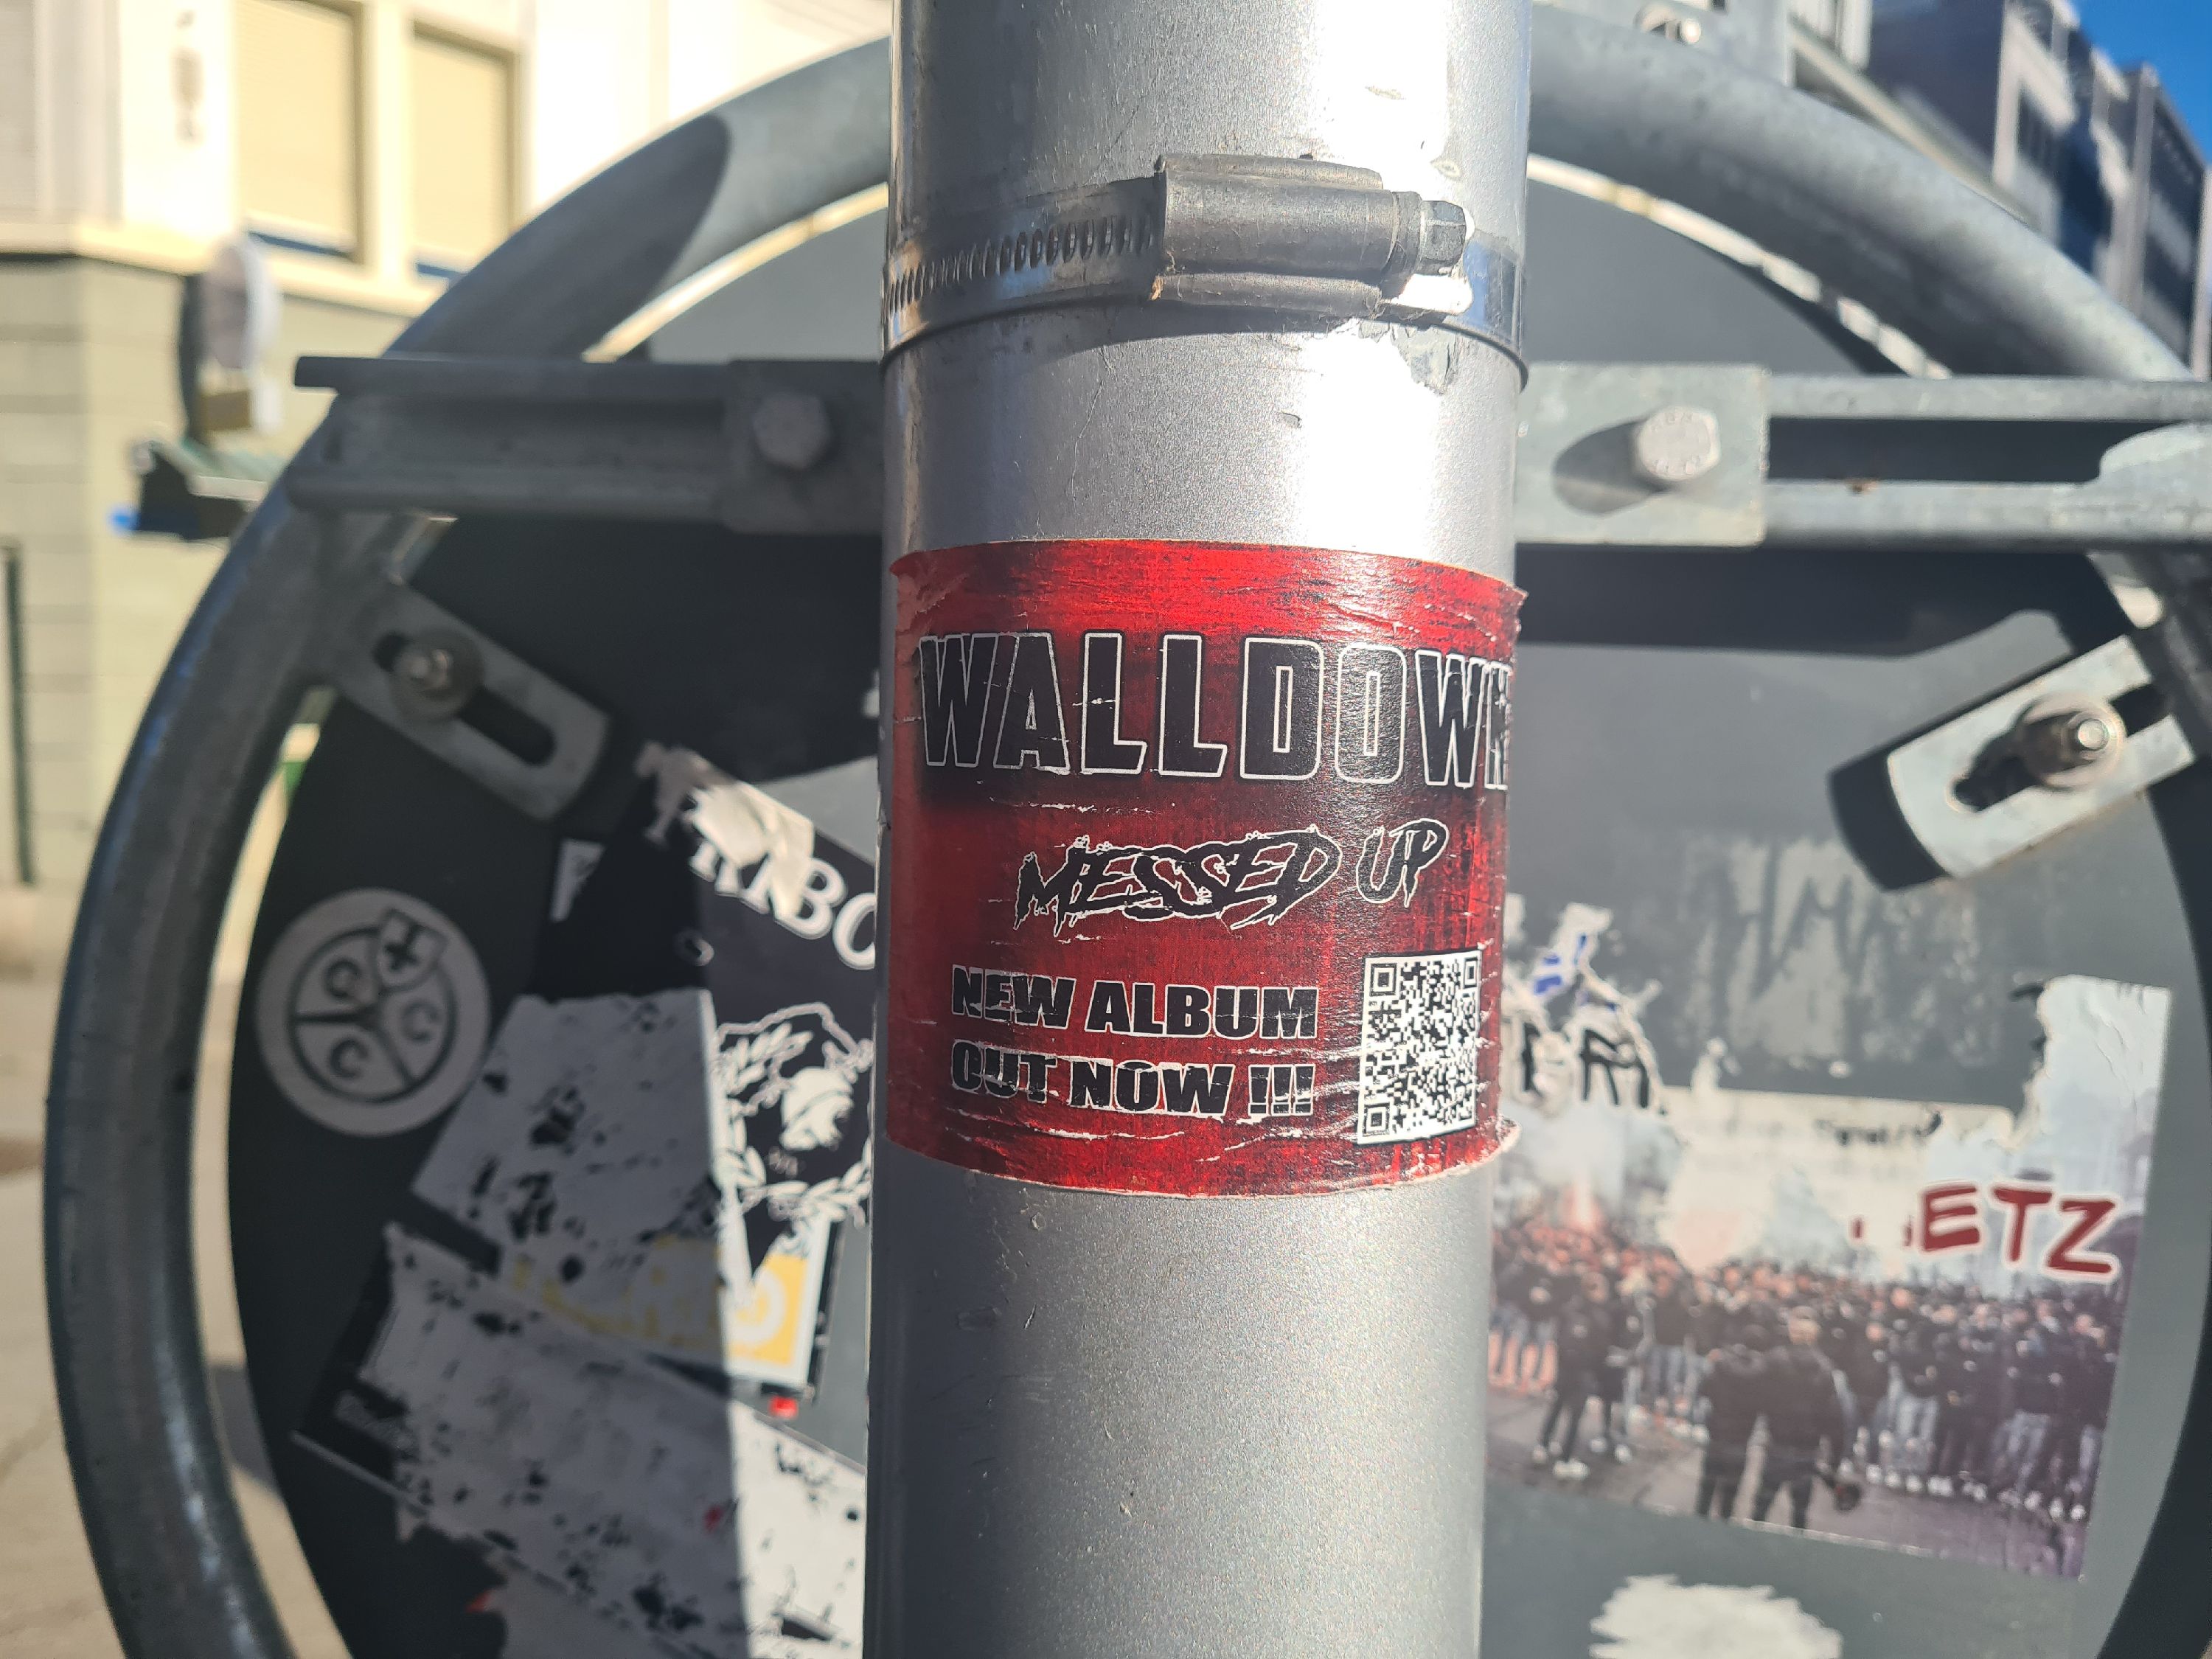 WALLDOWN
MESSED UP
NEW ALBUM
OUT NOW !!!
ETZ